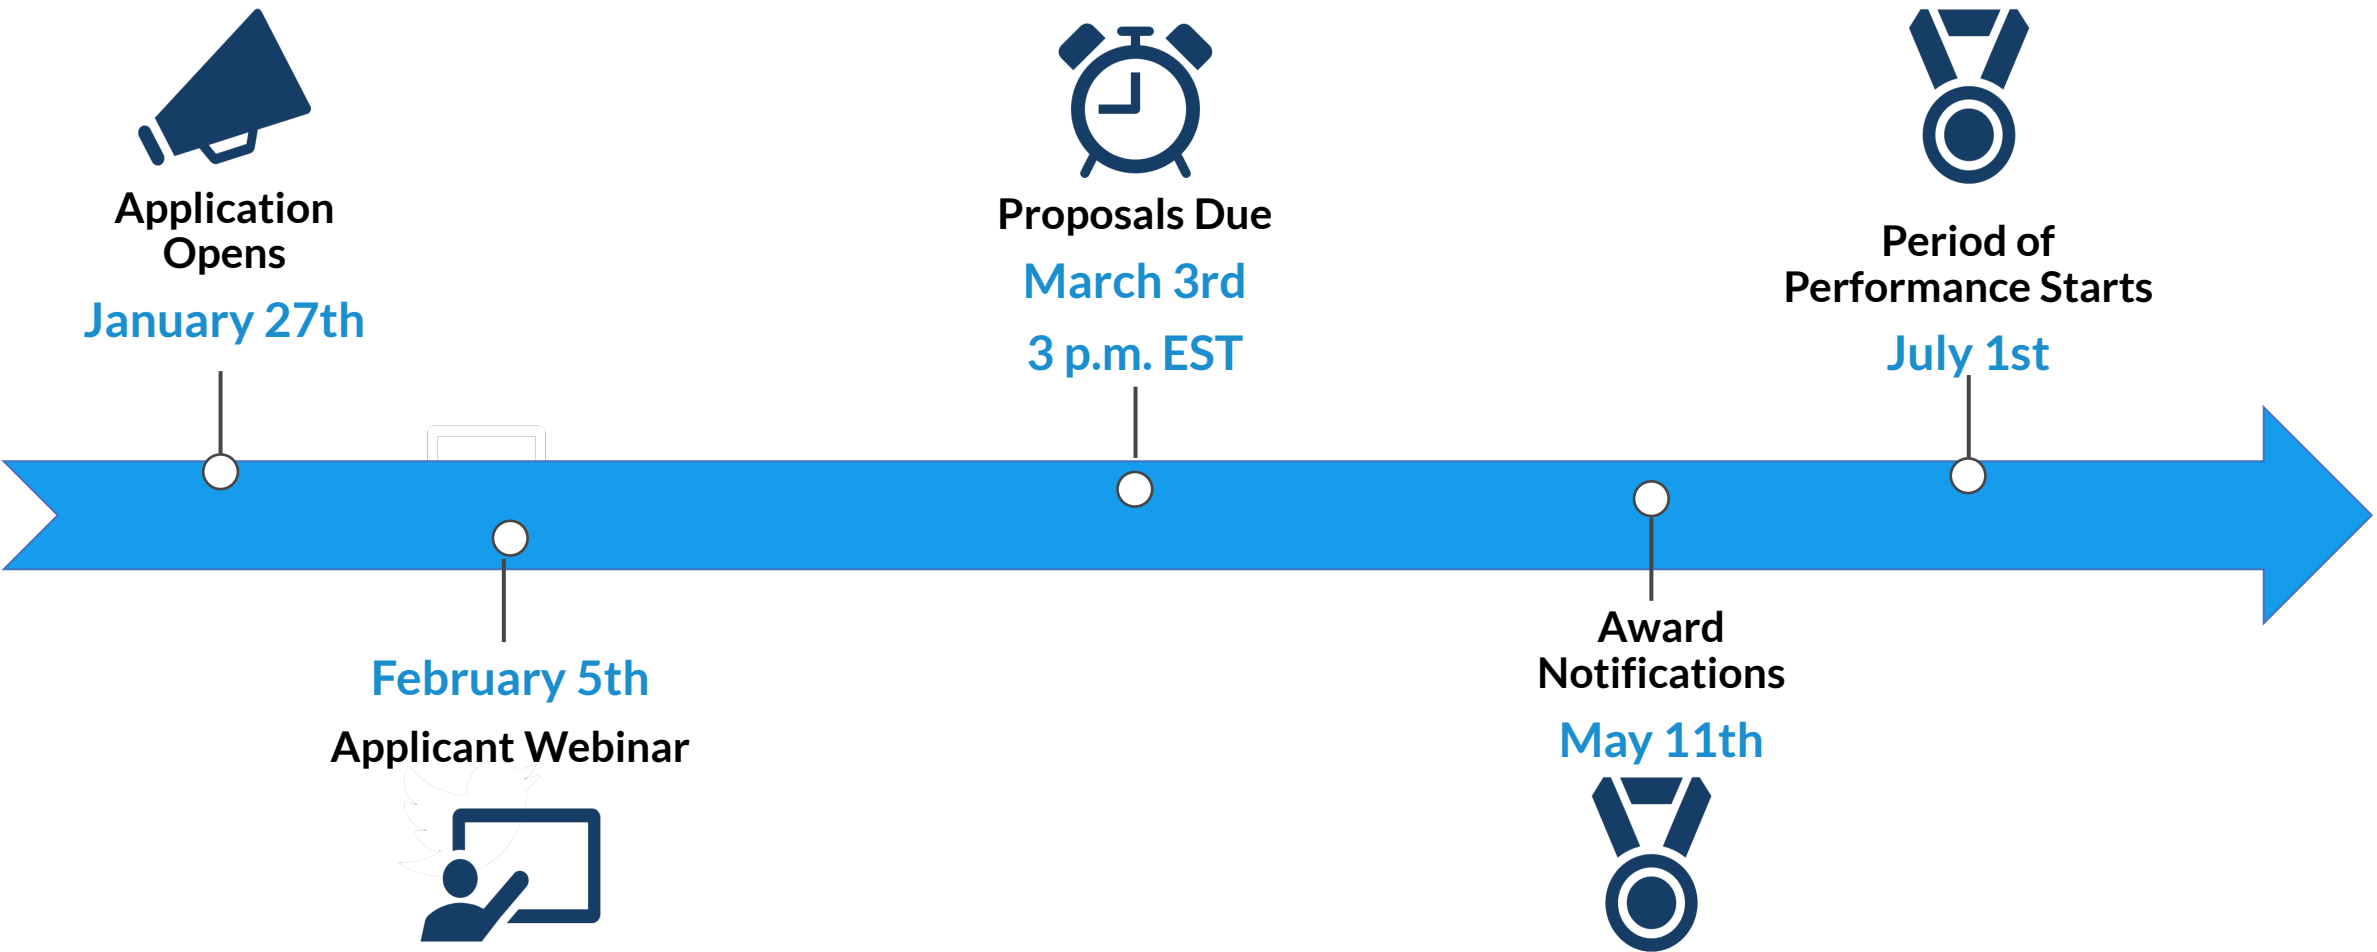 Application
Opens
January 27th
February 5th
Applicant Webinar
Proposals Due
March 3rd
3 p.m. EST
Award
Notifications
May 11th
Period of
Performance Starts
July 1st